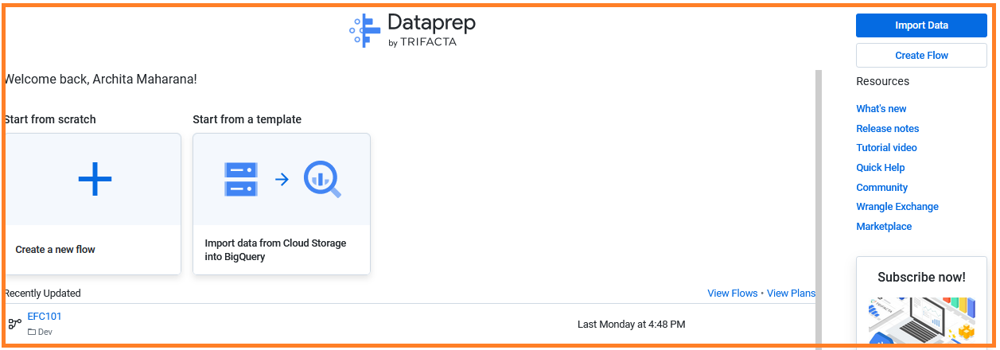 Dataprep
by TRIFACTA
Import Data
Create Flow
Welcome back, Archita Maharana!
Resources
What's new
Release notes
Tutorial video
Quick Help
Community
Wrangle Exchange
Marketplace
Start from scratch
Start from a template
Create a new flow
Import data from Cloud Storage
into BigQuery
Subscribe now!
TRIFACTA
Recently Updated
View Flows • View Plans
EFC101
Dev
Last Monday at 4:48 PM